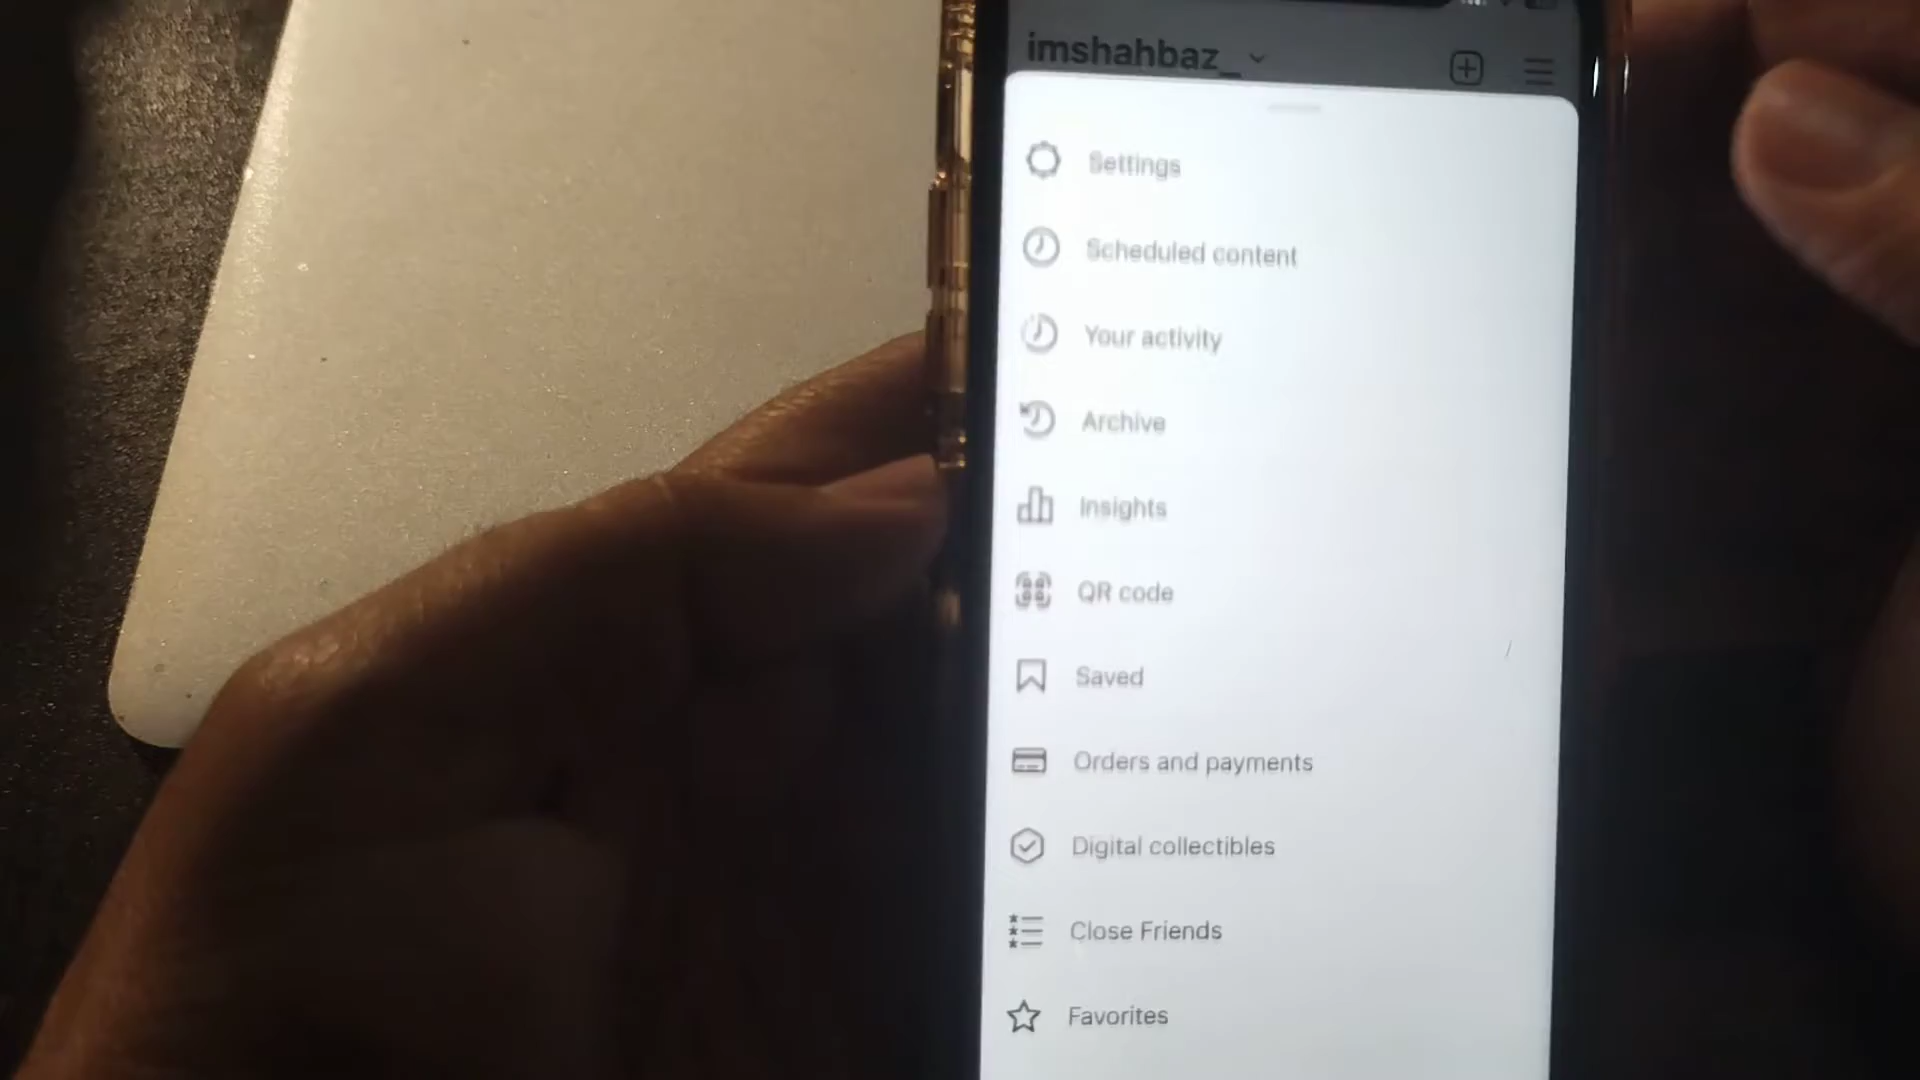 imshahbaz_
Settings
Scheduled content
Your activity
Archive
Insights
QR code
Saved
Orders and payments
Digital collectibles
Close Friends
Favorites